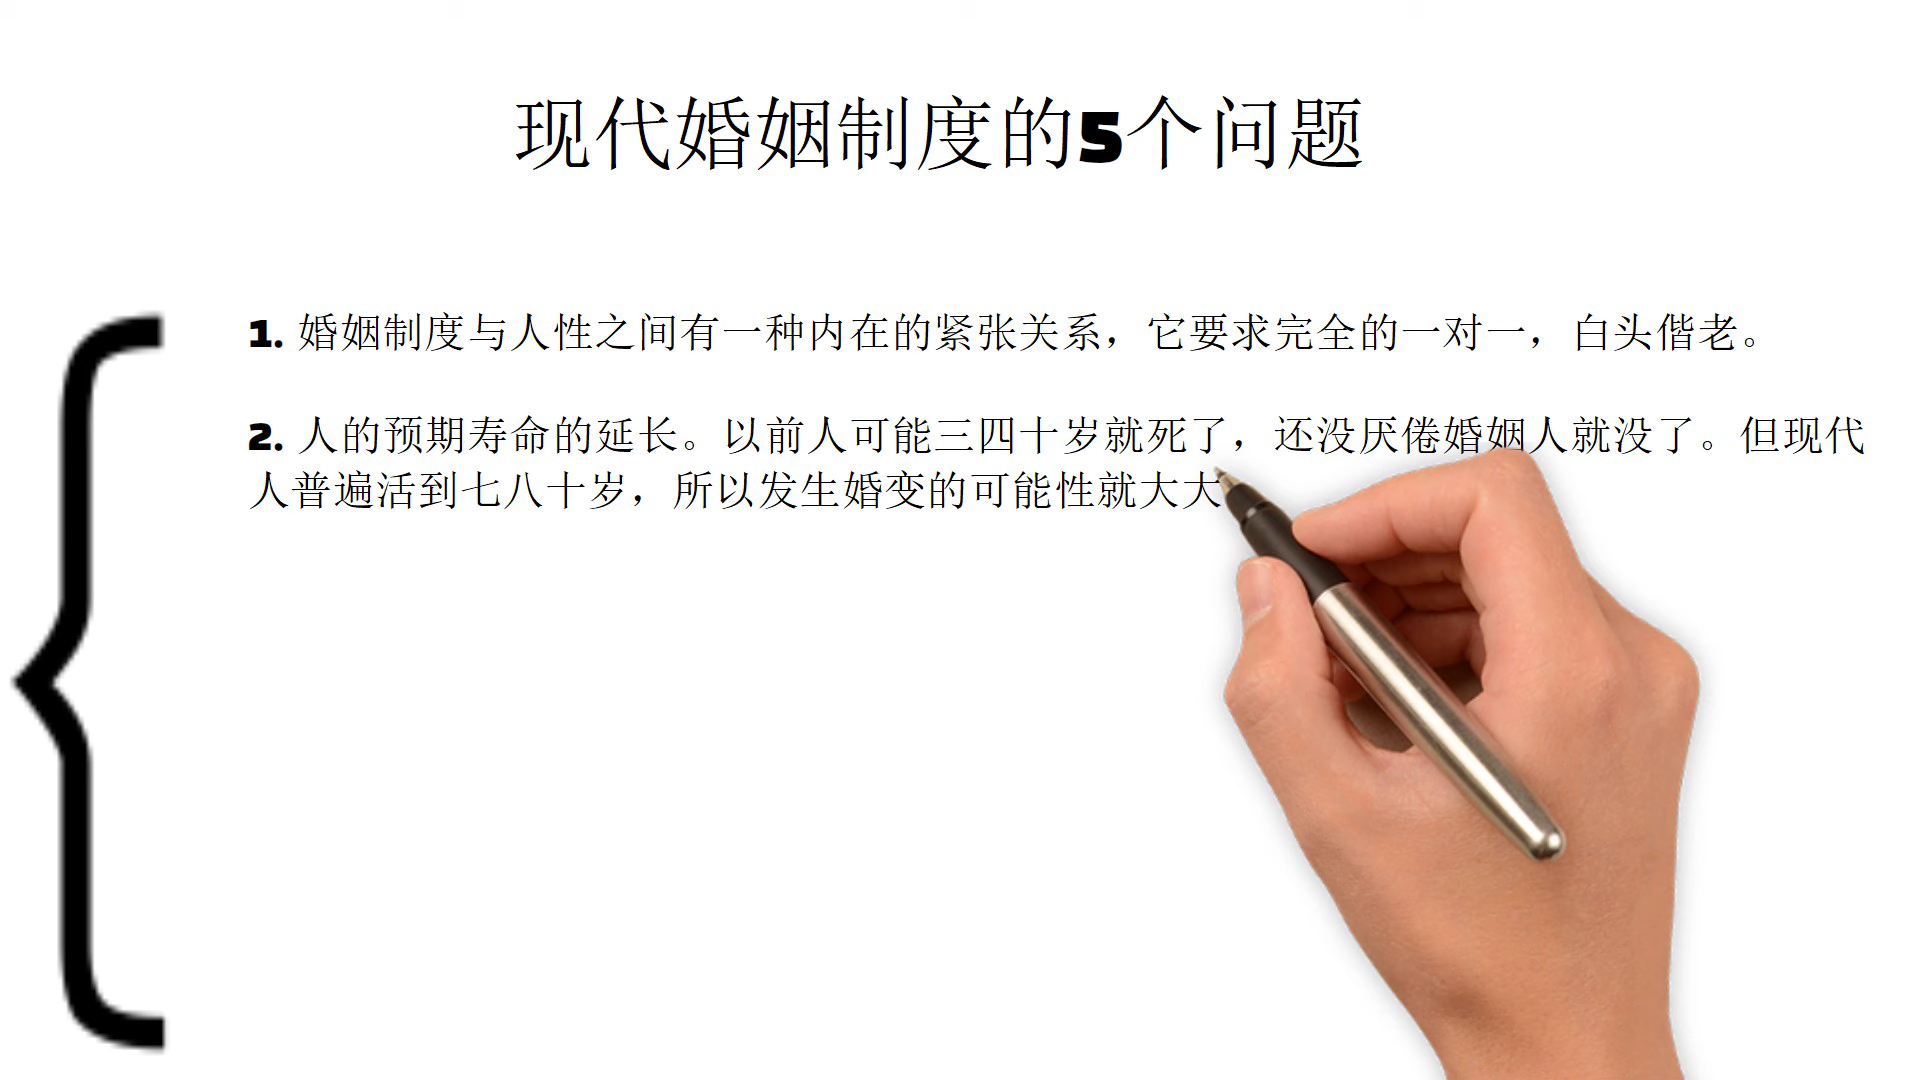 现代婚姻制度的5个问题
1. 婚姻制度与人性之间有一种内在的紧张关系，它要求完全的一对一，白头偕老。
2. 人的预期寿命的延长。以前人可能三四十岁就死了，还没厌倦婚姻人就没了。但现代
人普遍活到七八十岁，所以发生婚变的可能性就大大